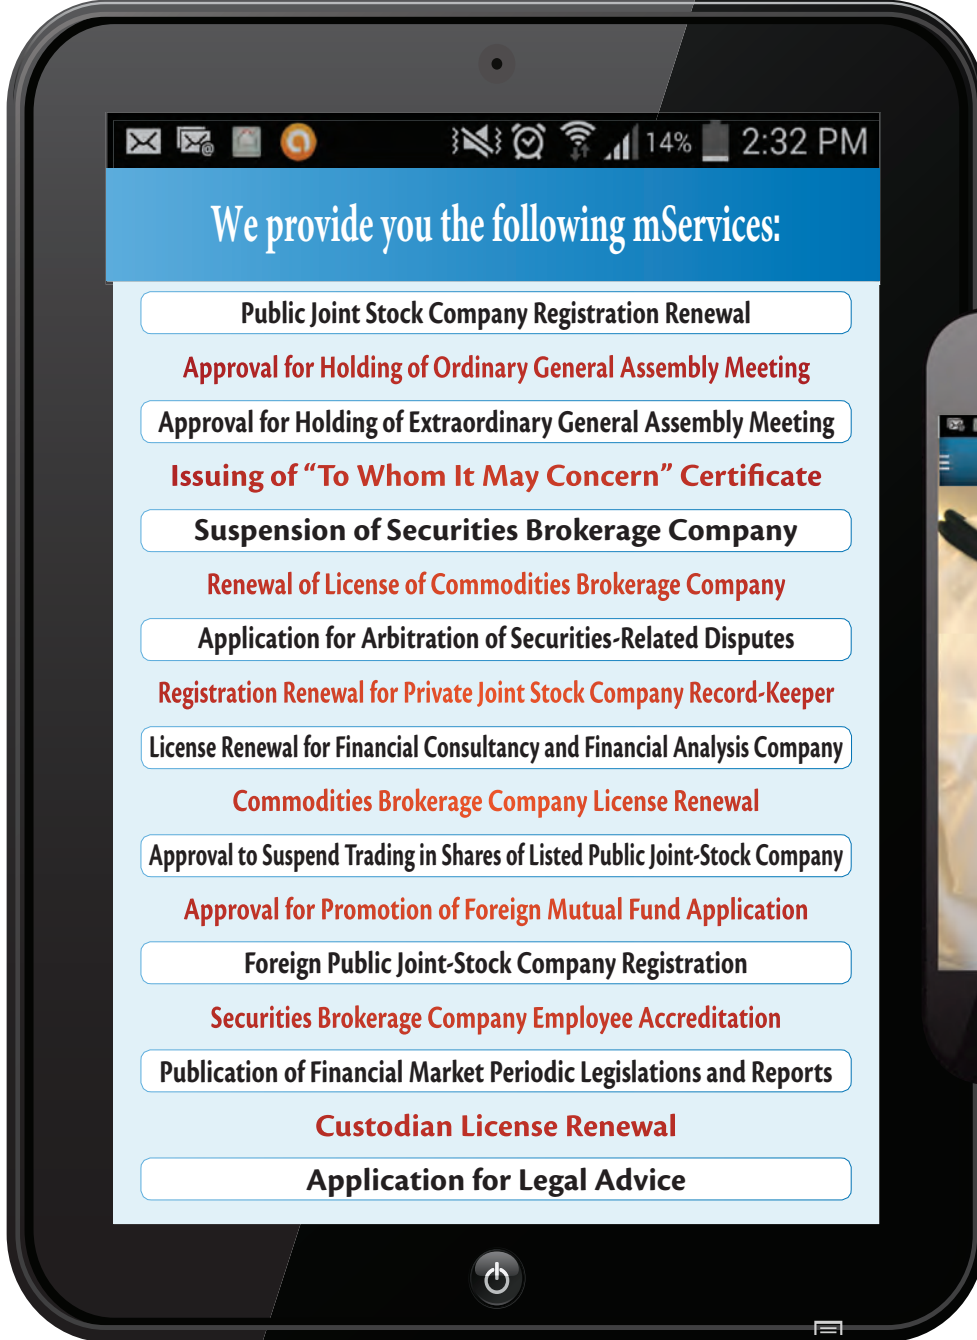 14% 2:32 PM
We provide you the following mServices:
Public Joint Stock Company Registration Renewal
Approval for Holding of Ordinary General Assembly Meeting
Approval for Holding of Extraordinary General Assembly Meeting
Issuing of “To Whom It May Concern” Certificate
Suspension of Securities Brokerage Company
Renewal of License of Commodities Brokerage Company
Application for Arbitration of Securities-Related Disputes
Registration Renewal for Private Joint Stock Company Record-Keeper
License Renewal for Financial Consultancy and Financial Analysis Company
Commodities Brokerage Company License Renewal
Approval to Suspend Trading in Shares of Listed Public Joint-Stock Company
Approval for Promotion of Foreign Mutual Fund Application
Foreign Public Joint-Stock Company Registration
Securities Brokerage Company Employee Accreditation
Publication of Financial Market Periodic Legislations and Reports
Custodian License Renewal
Application for Legal Advice